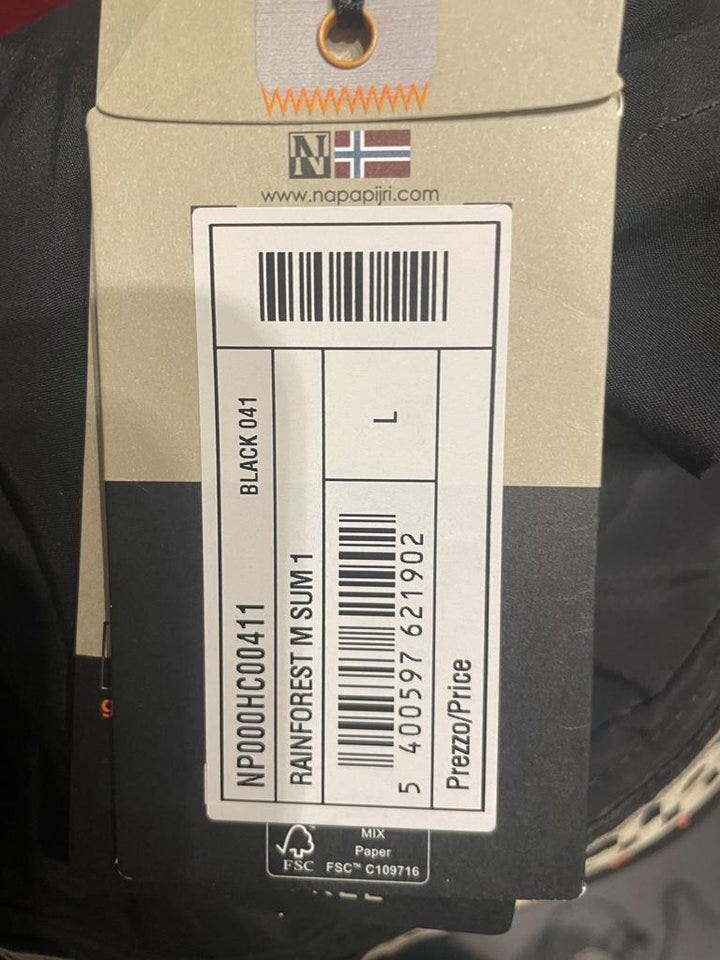 N
www.napapijri.com
NP000HC00411 BLACK 041
RAINFOREST M SUM 1
L
5 400597 621902
Prezzo/Price
FSC
MIX
Paper
FSC™ C109716